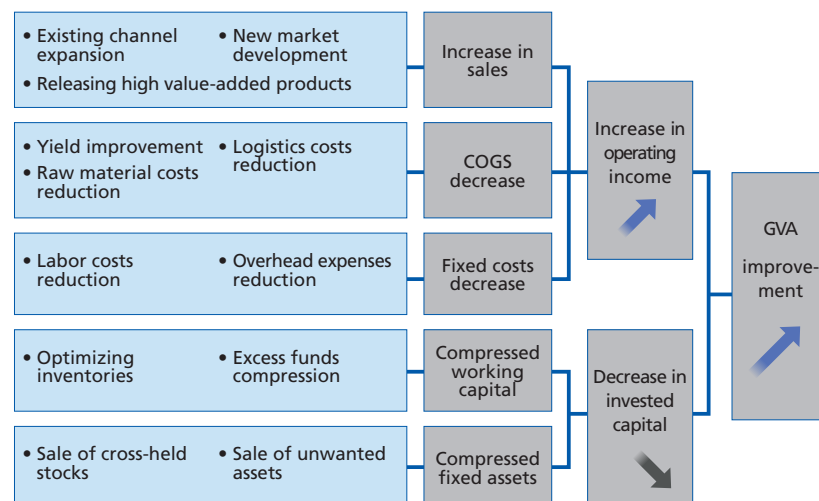 • Existing channel
expansion
• New market
development
• Releasing high value-added products
Increase in
sales
• Yield improvement
• Raw material costs
reduction
• Logistics costs
reduction
COGS
decrease
• Labor costs
reduction
• Overhead expenses
reduction
Fixed costs
decrease
Increase in
operating
income
• Optimizing
inventories
• Excess funds
compression
Compressed
working
capital
• Sale of cross-held
stocks
• Sale of unwanted
assets
Compressed
fixed assets
Decrease in
invested
capital
GVA
improve-
ment